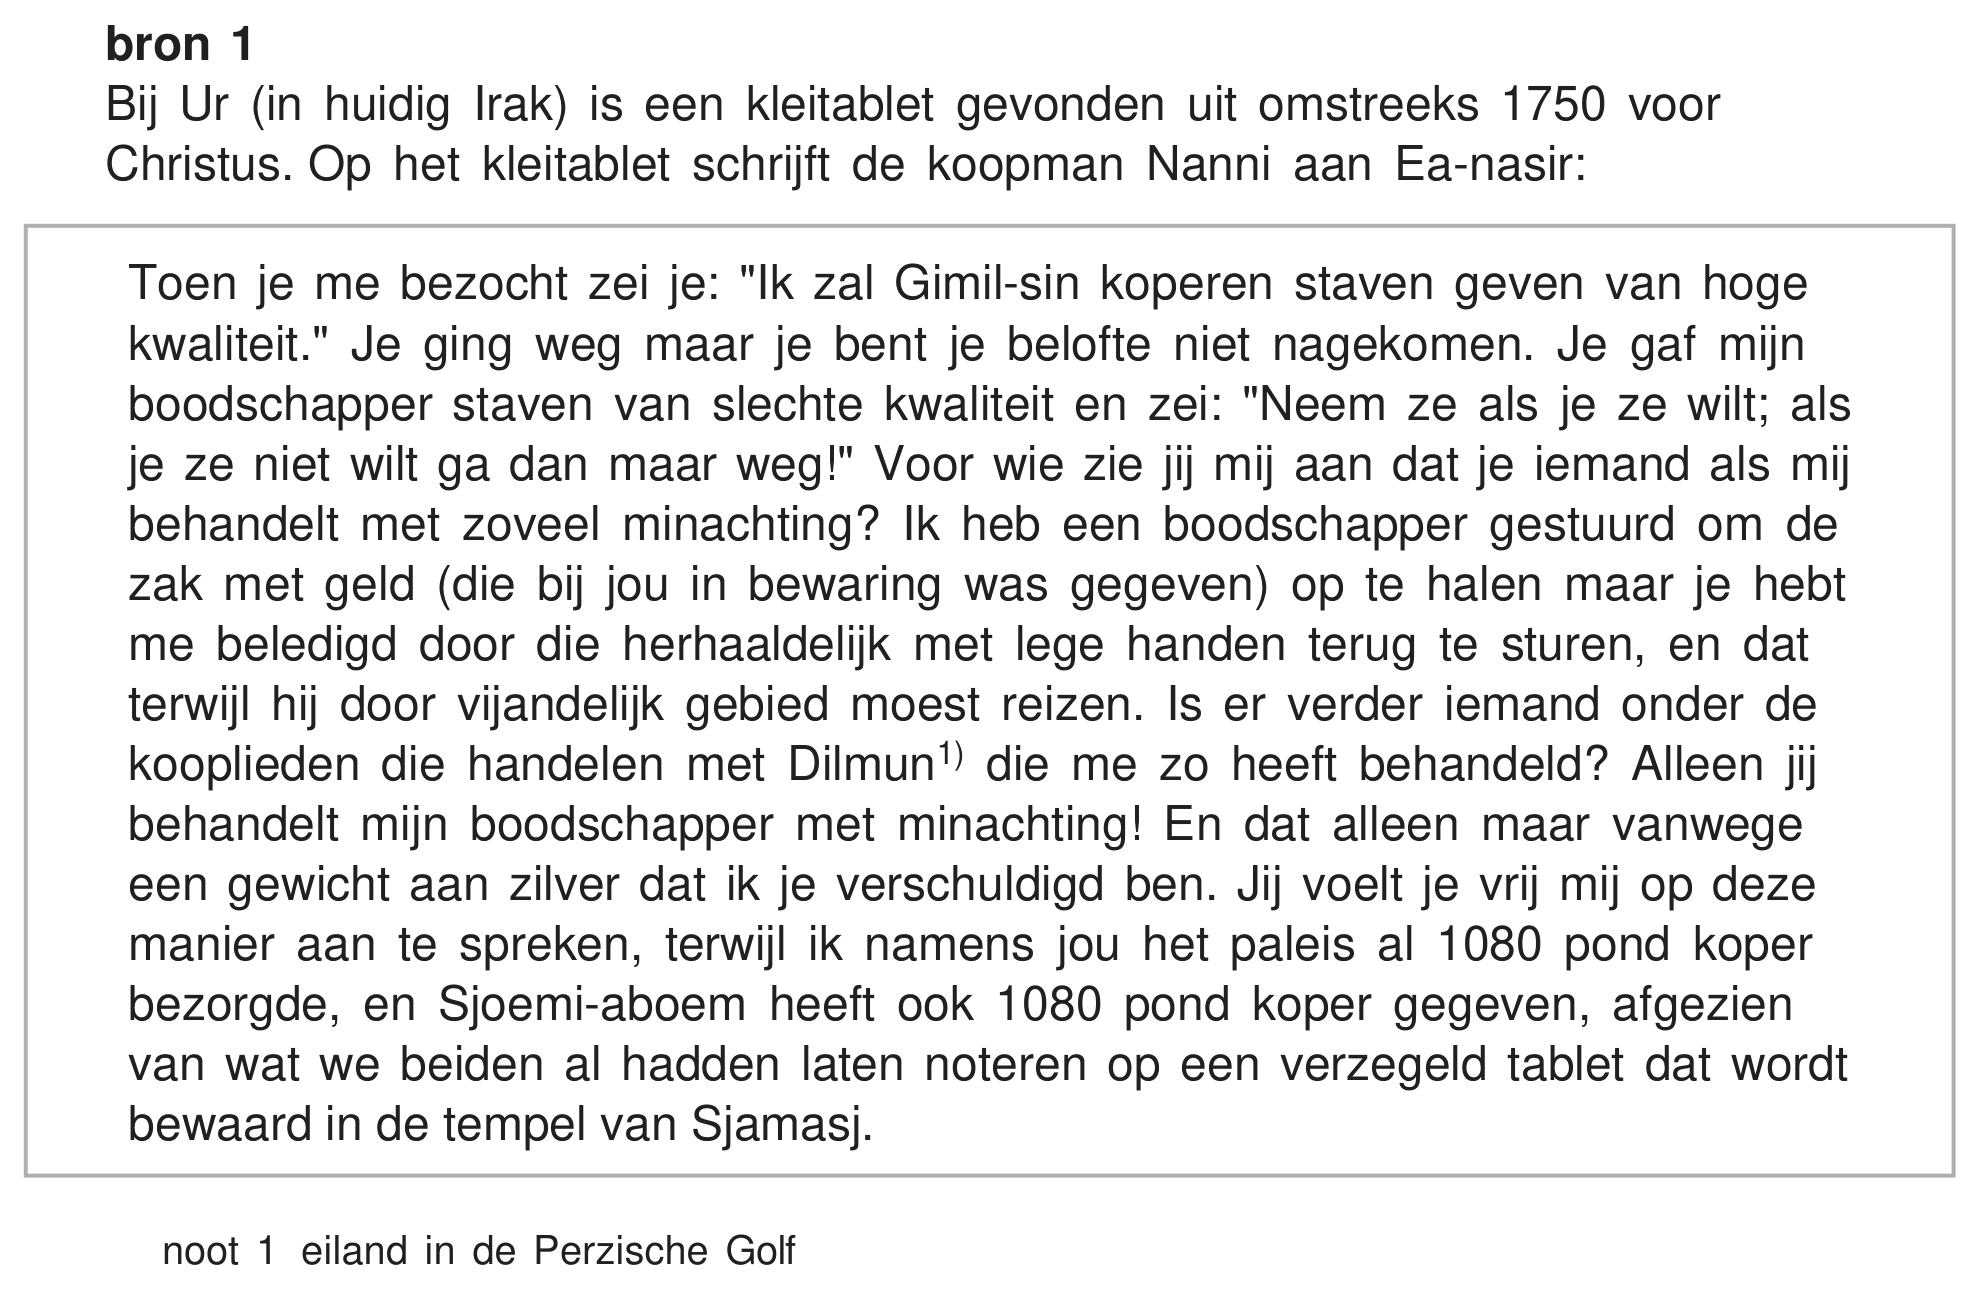 bron 1
Bij Ur (in huidig Irak) is een kleitablet gevonden uit omstreeks 1750 voor
Christus. Op het kleitablet schrijft de koopman Nanni aan Ea-nasir:
Toen je me bezocht zei je: "Ik zal Gimil-sin koperen staven geven van hoge
kwaliteit." Je ging weg maar je bent je belofte niet nagekomen. Je gaf mijn
boodschapper staven van slechte kwaliteit en zei: "Neem ze als je ze wilt; als
je ze niet wilt ga dan maar weg!" Voor wie zie jij mij aan dat je iemand als mij
behandelt met zoveel minachting? Ik heb een boodschapper gestuurd om de
zak met geld (die bij jou in bewaring was gegeven) op te halen maar je hebt
me beledigd door die herhaaldelijk met lege handen terug te sturen, en dat
terwijl hij door vijandelijk gebied moest reizen. Is er verder iemand onder de
kooplieden die handelen met Dilmun1) die me zo heeft behandeld? Alleen jij
behandelt mijn boodschapper met minachting! En dat alleen maar vanwege
een gewicht aan zilver dat ik je verschuldigd ben. Jij voelt je vrij mij op deze
manier aan te spreken, terwijl ik namens jou het paleis al 1080 pond koper
bezorgde, en Sjoemi-aboem heeft ook 1080 pond koper gegeven, afgezien
van wat we beiden al hadden laten noteren op een verzegeld tablet dat wordt
bewaard in de tempel van Sjamasj.
noot 1 eiland in de Perzische Golf